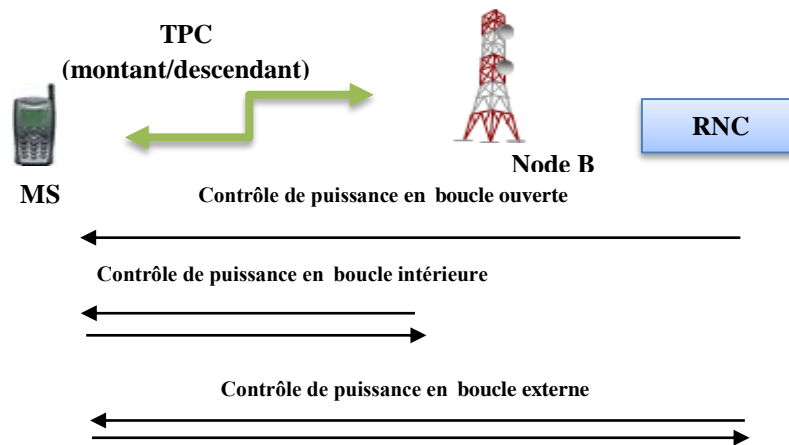 TPC
(montant/descendant)
RNC
Node B
MS
Contrôle de puissance en boucle ouverte
Contrôle de puissance en boucle intérieure
Contrôle de puissance en boucle externe